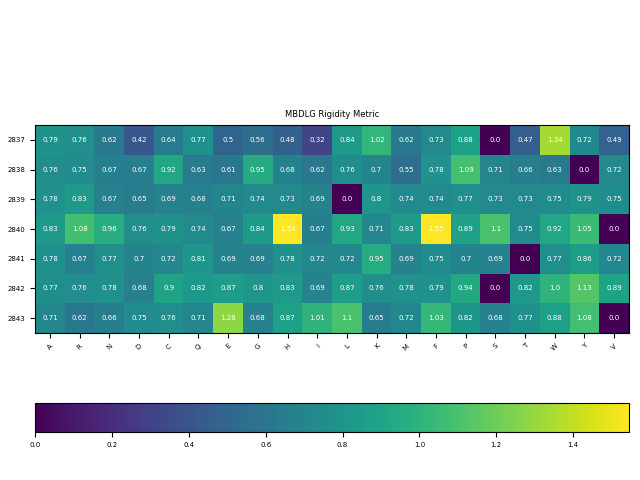 MBDLG Rigidity Metric
2837 0.79 0.76 0.62 0.42 0.64 0.77 0.5 0.56 0.48 0.32 0.84 1.02 0.62 0.73 0.88 0.0 0.47 1.34 0.72 0.49
2838 0.76 0.75 0.67 0.67 0.92 0.63 0.61 0.95 0.68 0.62 0.76 0.7 0.55 0.78 1.09 0.71 0.66 0.63 0.0 0.72
2839 0.78 0.83 0.67 0.65 0.69 0.68 0.71 0.74 0.73 0.69 0.0 0.8 0.74 0.74 0.77 0.73 0.73 0.75 0.79 0.75
2840 0.83 1.08 0.96 0.76 0.79 0.74 0.67 0.84 1.54 0.67 0.93 0.71 0.83 1.55 0.89 1.1 0.75 0.92 1.05 0.0
2841 0.78 0.67 0.77 0.7 0.72 0.81 0.69 0.69 0.78 0.72 0.72 0.95 0.69 0.75 0.7 0.69 0.0 0.77 0.86 0.72
2842 0.77 0.76 0.78 0.68 0.9 0.82 0.87 0.8 0.83 0.69 0.87 0.76 0.78 0.79 0.94 0.0 0.82 1.0 1.13 0.89
2843 0.71 0.62 0.66 0.75 0.76 0.71 1.28 0.68 0.87 1.01 1.1 0.65 0.72 1.03 0.82 0.68 0.77 0.88 1.08 0.0
A R N D C Q E G H I L K M F P S T W Y V
0.0 0.2 0.4 0.6 0.8 1.0 1.2 1.4